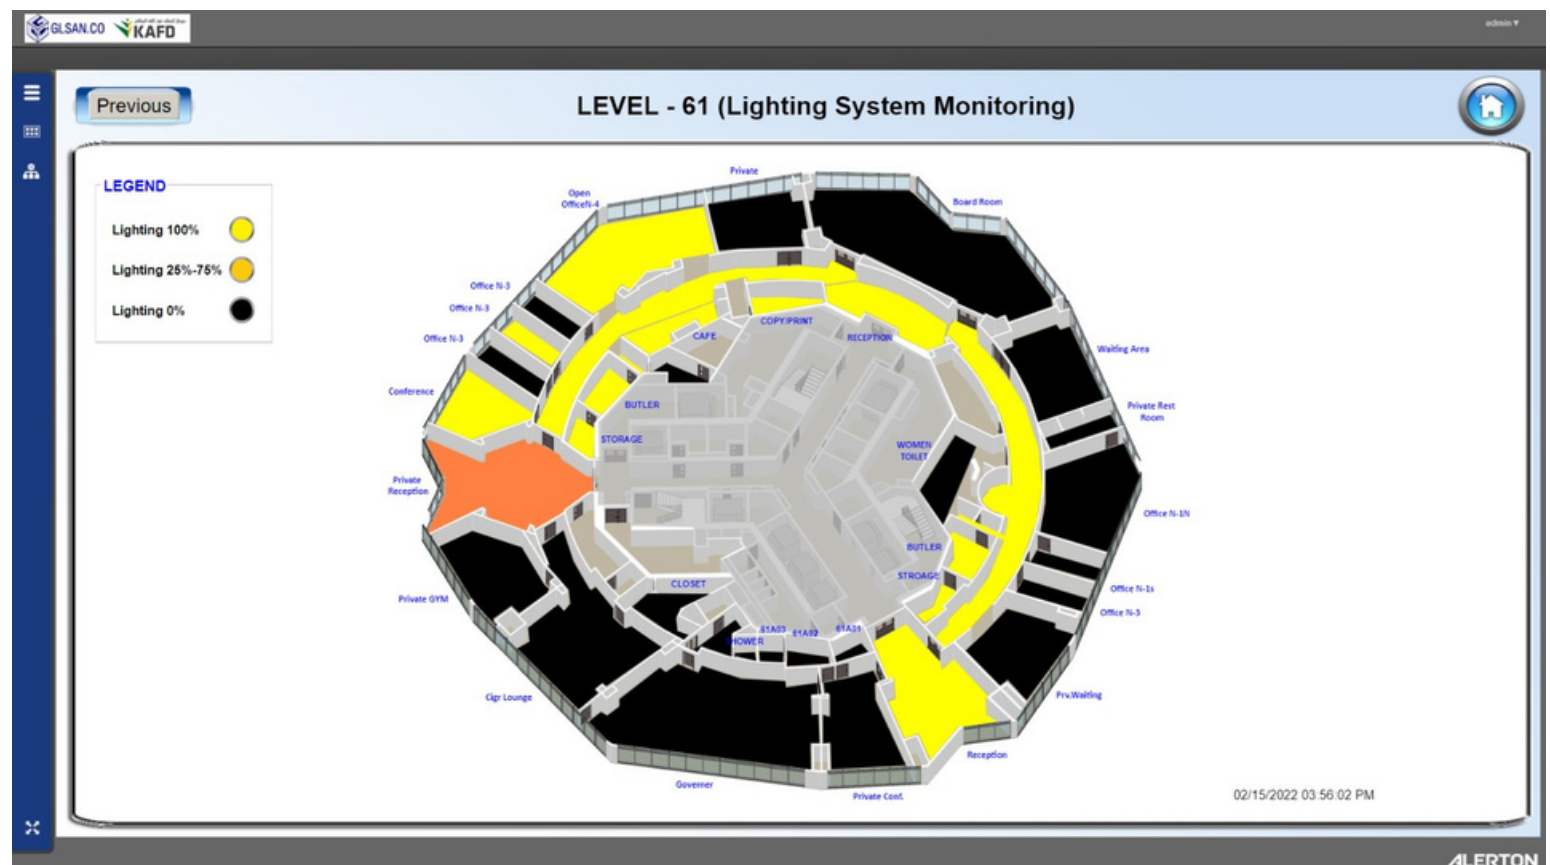 GLSAN.CO
KAFD
admin
Previous
LEVEL - 61 (Lighting System Monitoring)
LEGEND
Lighting 100%
Lighting 25%-75%
Lighting 0%
Private
Open
OfficeN-4
Board Room
Office N-3
Office N-3
Office N-3
Conference
Private
Reception
Private GYM
Cigr Lounge
Governer
Private Conf.
Reception
Prv.Waiting
Office N-3
Office N-1s
Office N-1N
Private Rest
Room
Waiting Area
COPY/PRINT
CAFE
RECEPTION
BUTLER
STORAGE
WOMEN
TOILET
BUTLER
STROAGE
CLOSET
61A03
61A02
61A01
SHOWER
02/15/2022 03:56:02 PM
ALERTON